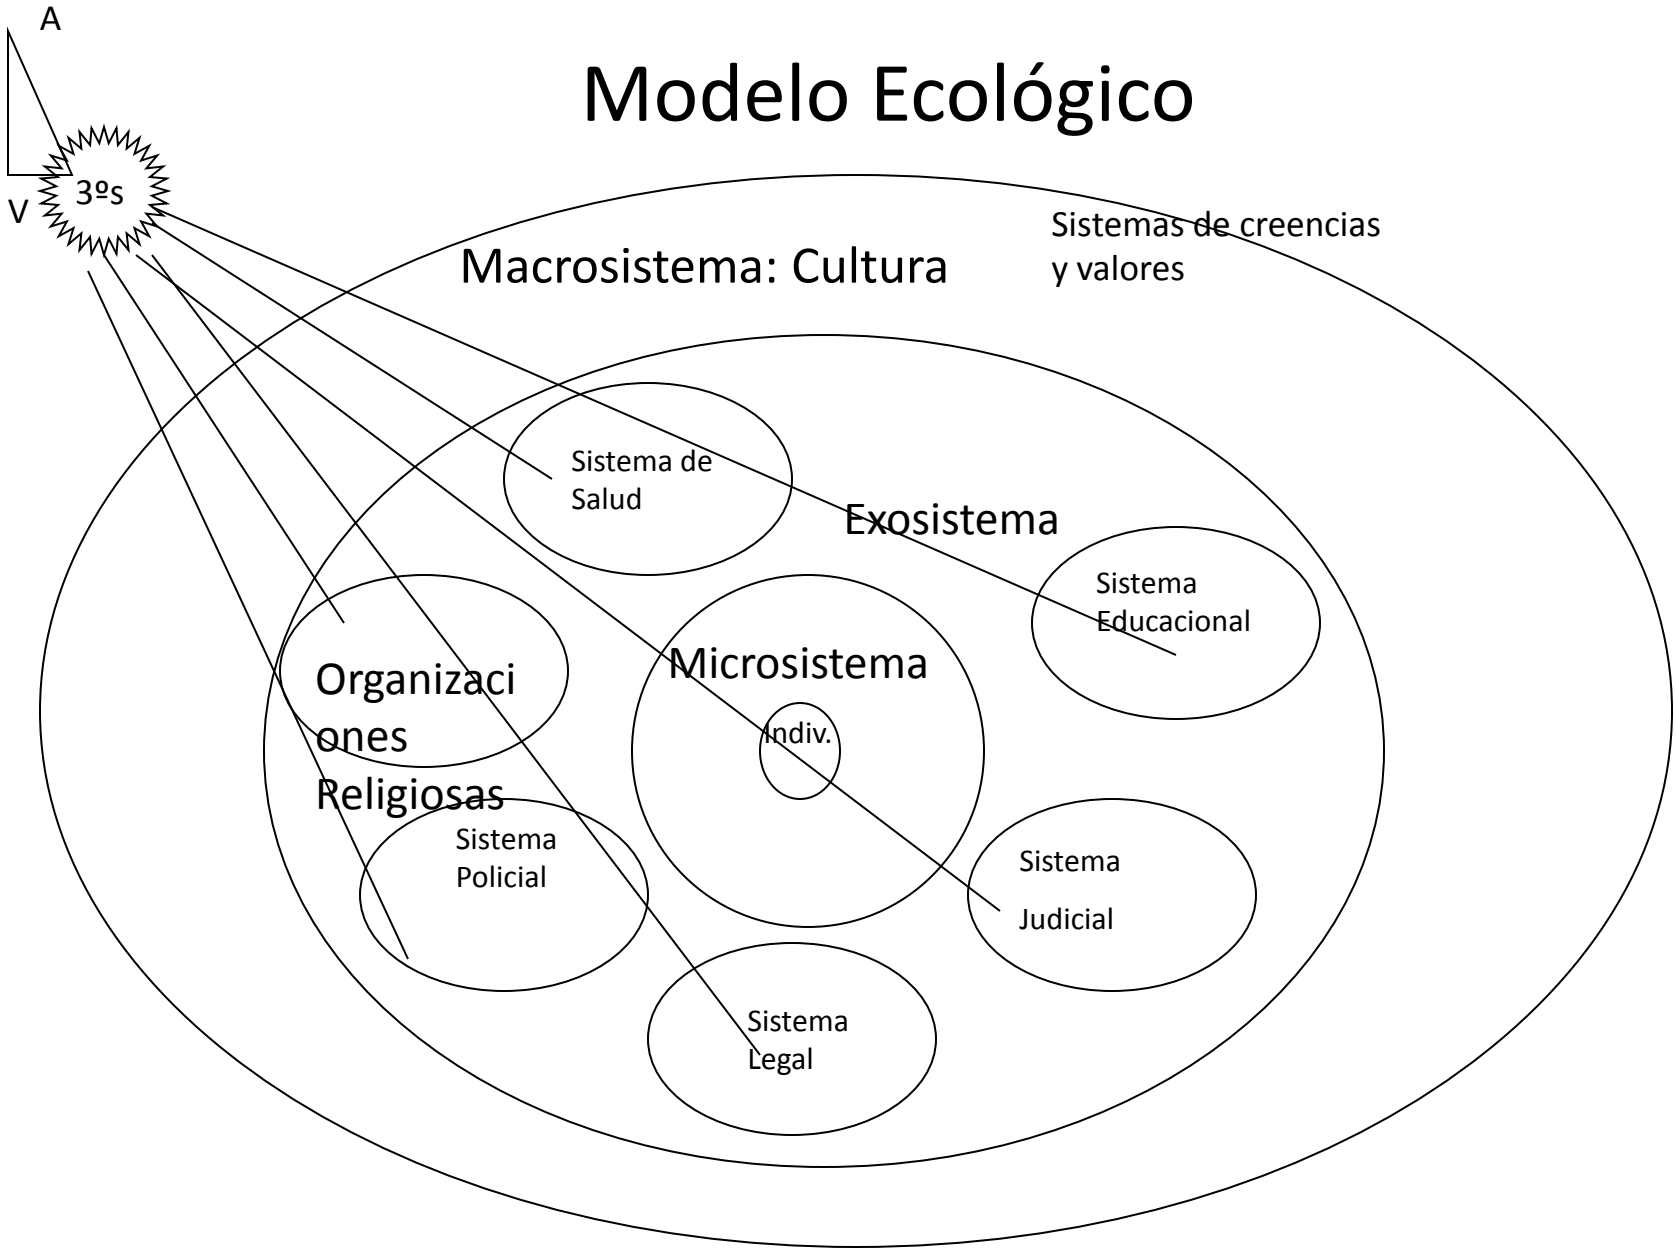 A
Modelo Ecológico
3ºs
V
Sistemas de creencias
y valores
Macrosistema: Cultura
Sistema de
Salud
Exosistema
Sistema
Educacional
Microsistema
Organizaci
ones
Religiosas
Indiv.
Sistema
Policial
Sistema
Judicial
Sistema
Legal